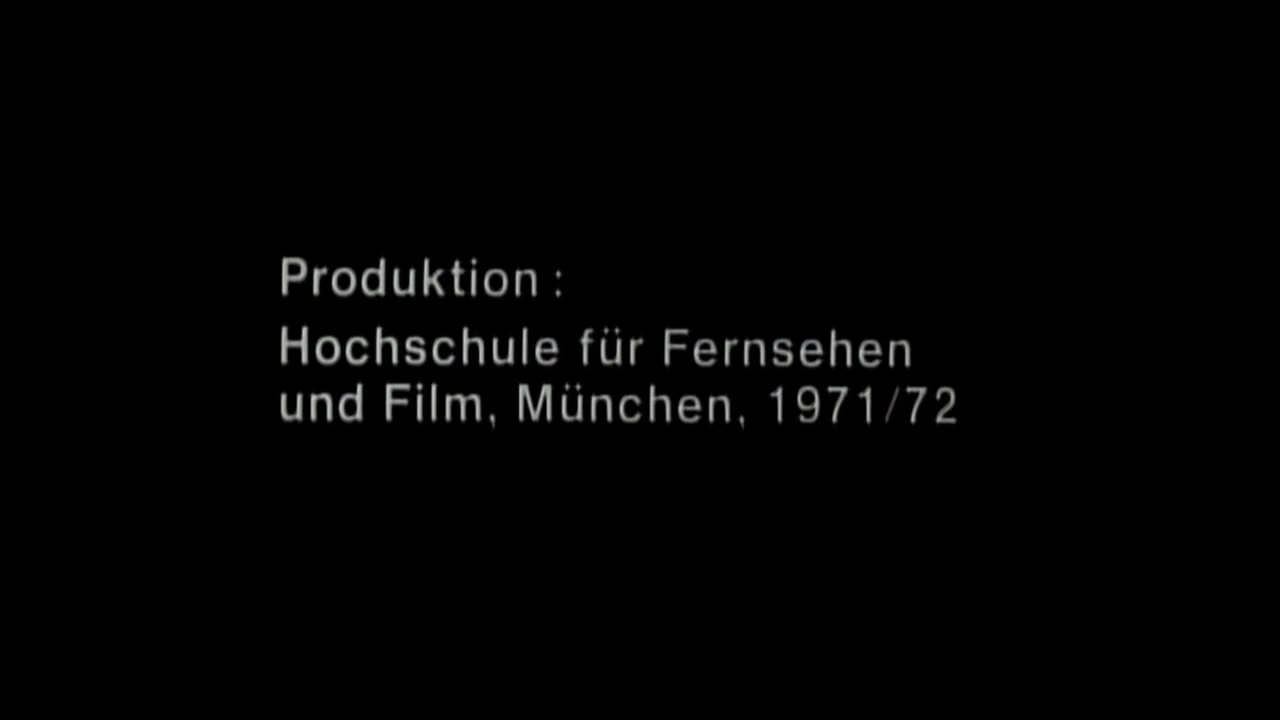 Produktion :
Hochschule für Fernsehen
und Film, München, 1971/72